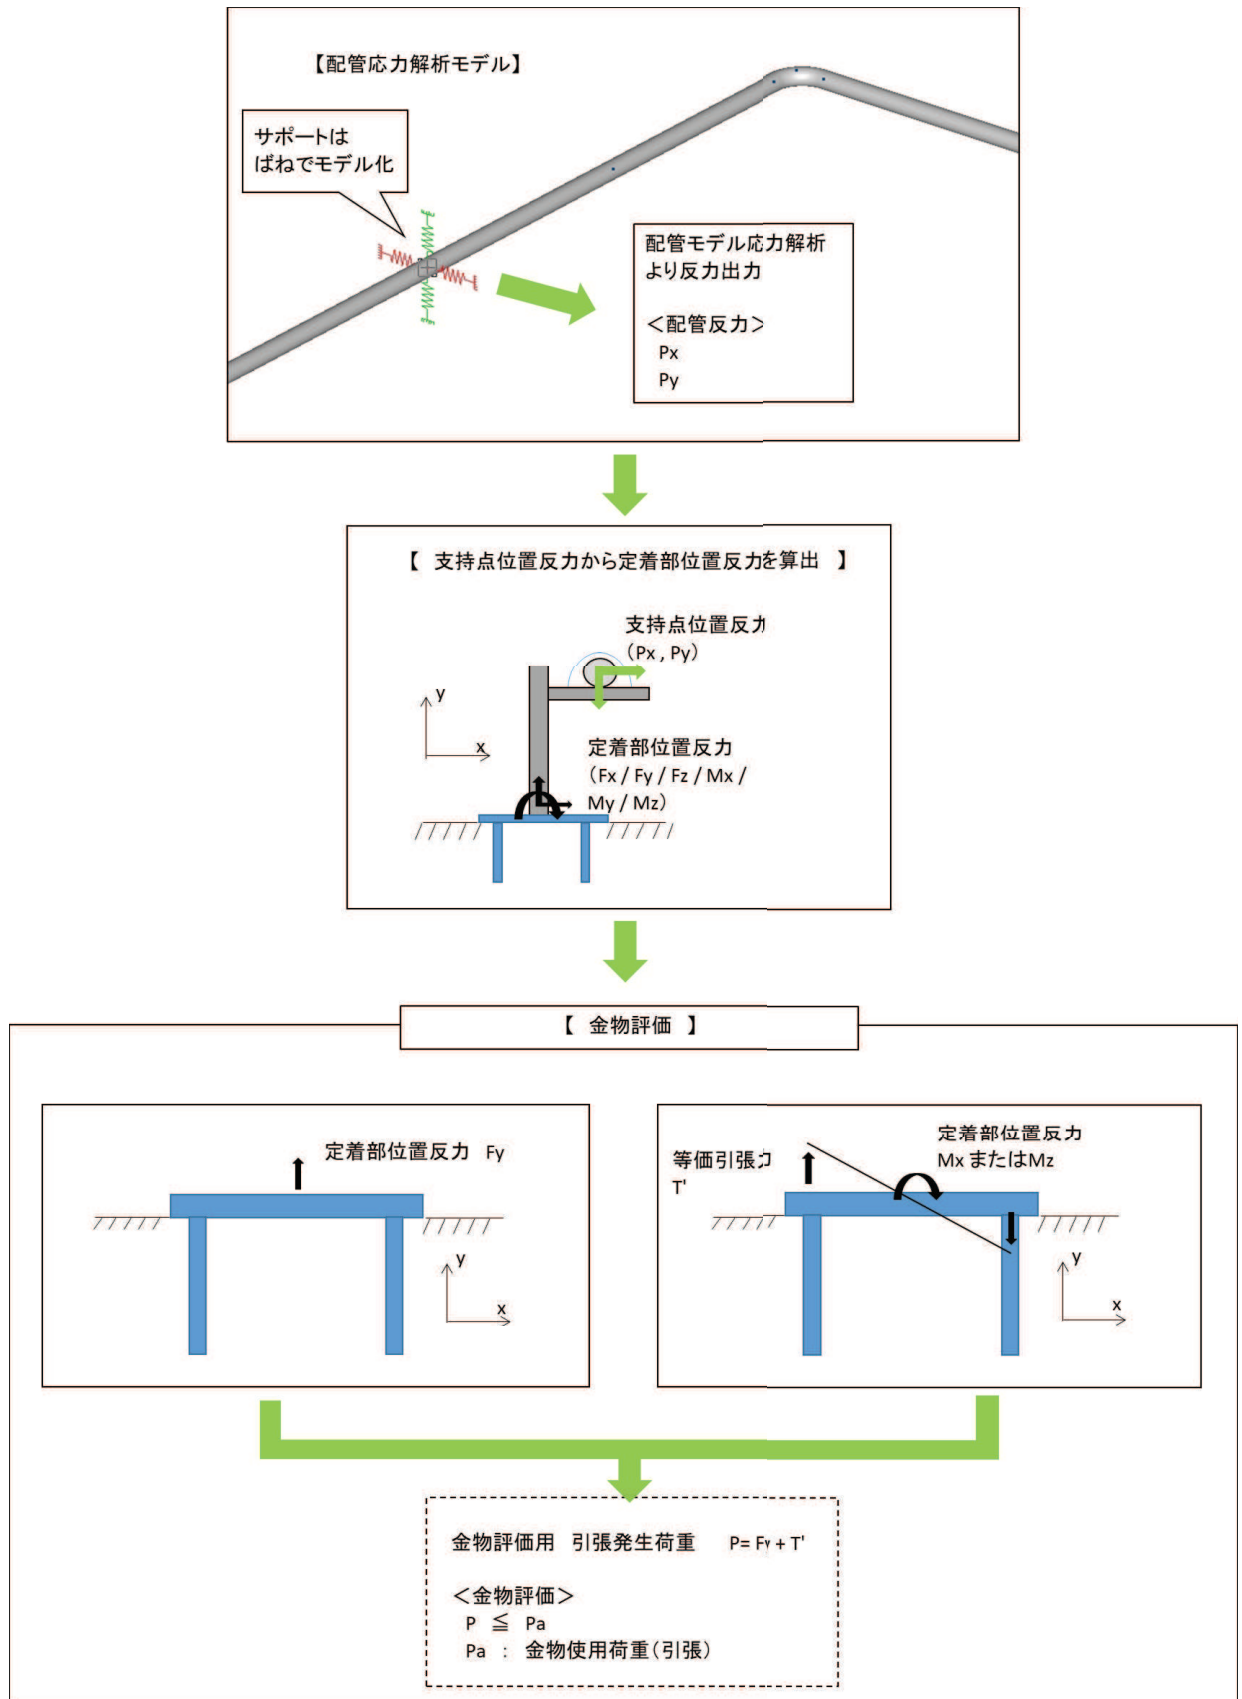 【配管応力解析モデル】
サポートは
ばねでモデル化
配管モデル応力解析
より反力出力
＜配管反力＞
Px
Py
【 支持点位置反力から定着部位置反力を算出 】
支持点位置反力
（Px , Py）
y
x
定着部位置反力
（Fx / Fy / Fz / Mx /
My / Mz）
【 金物評価 】
定着部位置反力 Fy
y
x
定着部位置反力
Mx またはMz
等価引張力
T'
y
x
金物評価用 引張発生荷重 P= Fy + T'
＜金物評価＞
P ≦ Pa
Pa : 金物使用荷重（引張）